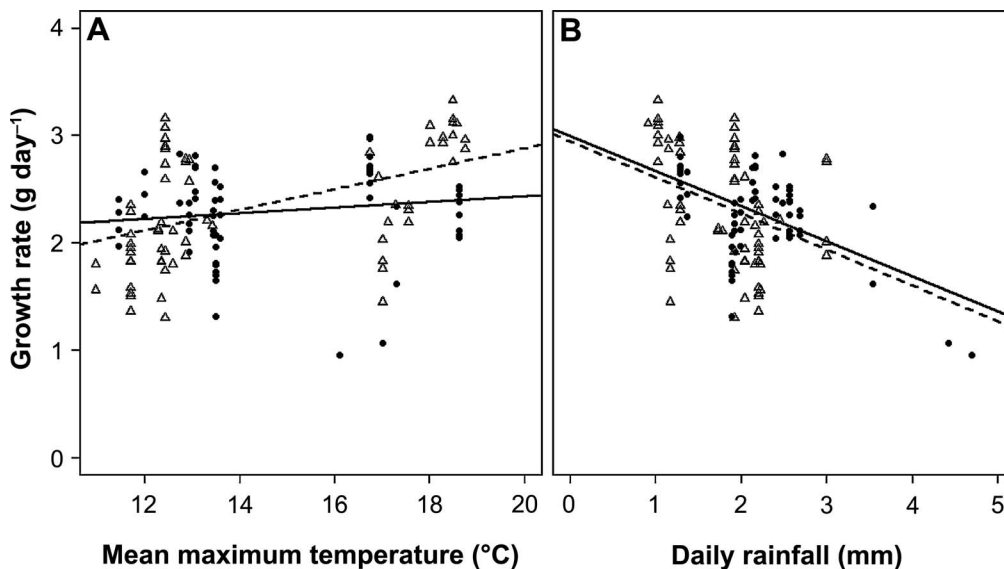 A
B
Growth rate (g day⁻¹)
4
3
2
1
0
12 14 16 18 20
0 1 2 3 4 5
Mean maximum temperature (°C)
Daily rainfall (mm)